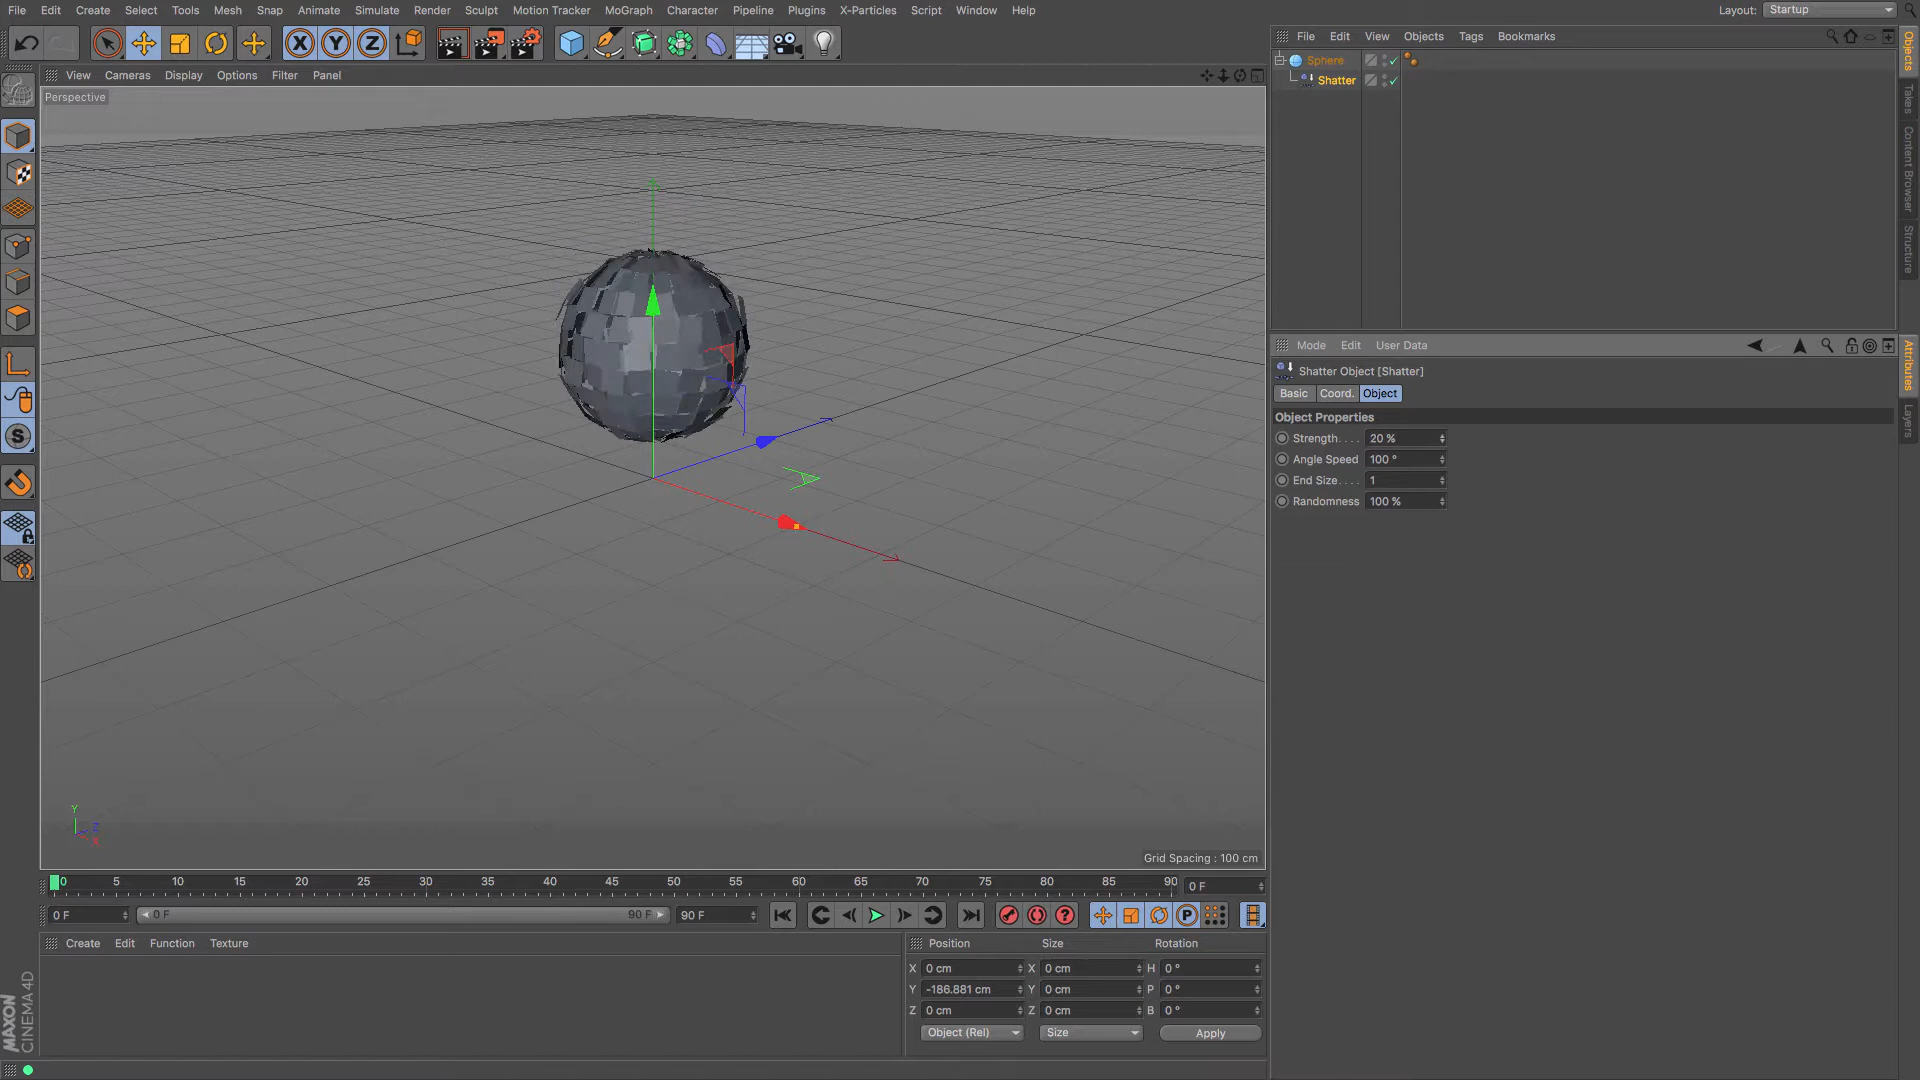 File Edit Create Select Tools Mesh Snap Animate Simulate Render Sculpt Motion Tracker MoGraph Character Pipeline Plugins X-Particles Script Window Help Layout: Startup
X Y Z
File Edit View Objects Tags Bookmarks
View Cameras Display Options Filter Panel
Perspective
Sphere
Shatter
Objects
Takes
Content Browser
Structure
Mode Edit User Data
Shatter Object [Shatter]
Basic Coord. Object
Object Properties
Strength. . . . 20 %
Angle Speed 100 °
End Size. . . . 1
Randomness 100 %
Attributes
Layers
S
Y
Z
X
Grid Spacing : 100 cm
0 5 10 15 20 25 30 35 40 45 50 55 60 65 70 75 80 85 90 0 F
0 F 0 F 90 F 90 F P
Create Edit Function Texture
Position Size Rotation
X 0 cm X 0 cm H 0 °
Y -186.881 cm Y 0 cm P 0 °
Z 0 cm Z 0 cm B 0 °
Object (Rel) Size Apply
MAXON
CINEMA 4D